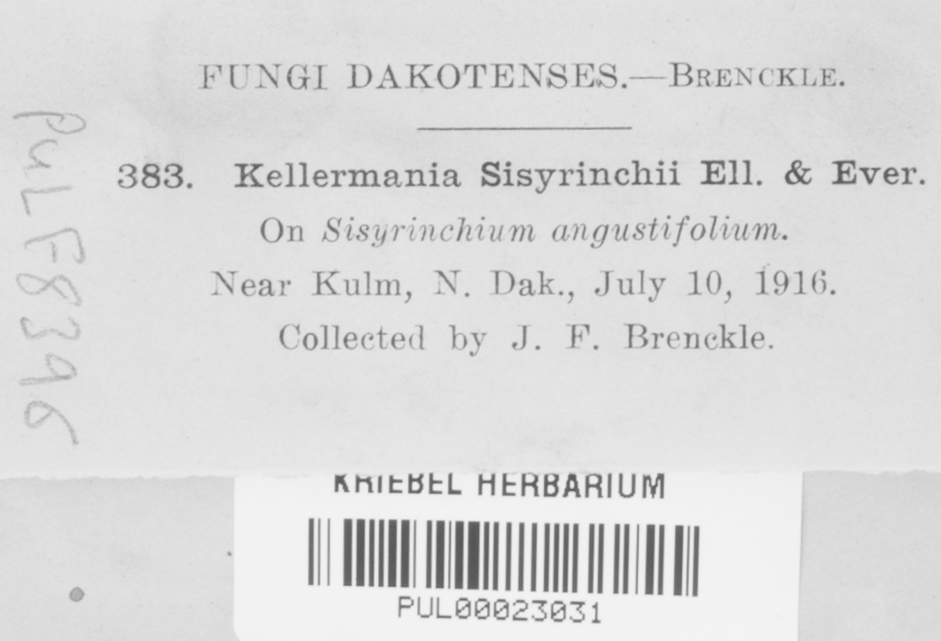 FUNGI DAKOTENSES.—BRENCKLE.
383. Kellermania Sisyrinchii Ell. & Ever.
On Sisyrinchium angustifolium.
Near Kulm, N. Dak., July 10, 1916.
Collected by J. F. Brenckle.
PUL F8396
KRIEBEL HERBARIUM
PUL00023031